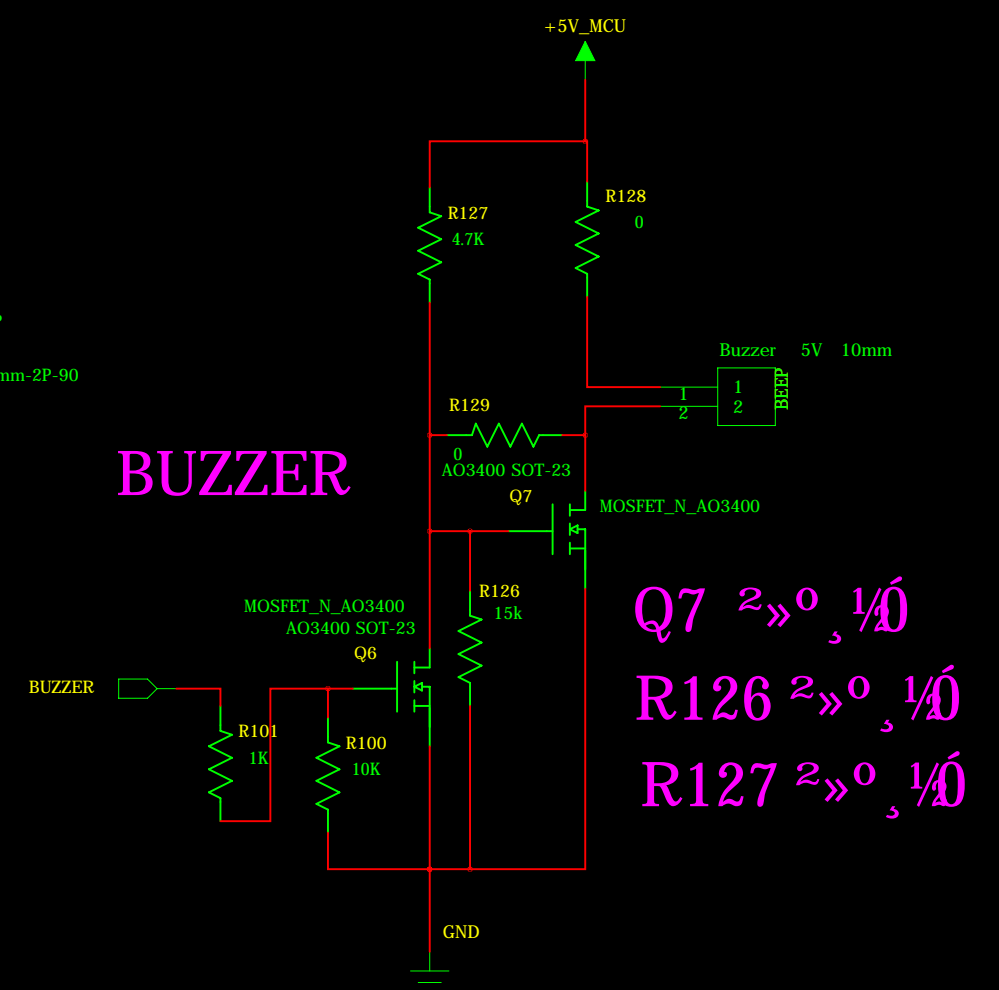 +5V_MCU
R128
0
R127
4.7K
Buzzer 5V 10mm
mm-2P-90
1
1
BEEP
2
2
R129
0
AO3400 SOT-23
BUZZER
Q7
MOSFET_N_AO3400
R126
15k
MOSFET_N_AO3400
AO3400 SOT-23
Q6
Q7
BUZZER
R126
R101
1K
R100
10K
R127
GND